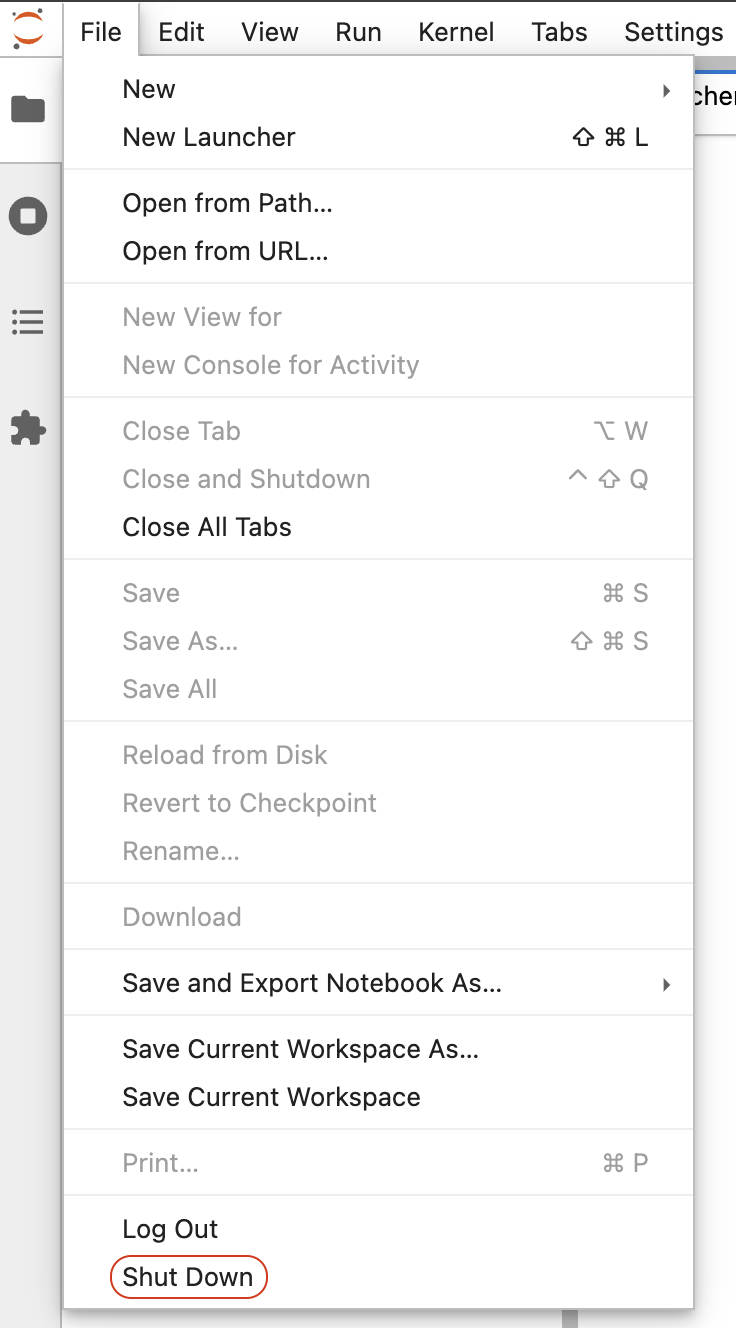 File Edit View Run Kernel Tabs Settings
New
New Launcher ⇧ ⌘ L
Open from Path…
Open from URL…
New View for
New Console for Activity
Close Tab ⌥ W
Close and Shutdown ^ ⇧ Q
Close All Tabs
Save ⌘ S
Save As… ⇧ ⌘ S
Save All
Reload from Disk
Revert to Checkpoint
Rename…
Download
Save and Export Notebook As…
Save Current Workspace As…
Save Current Workspace
Print… ⌘ P
Log Out
Shut Down